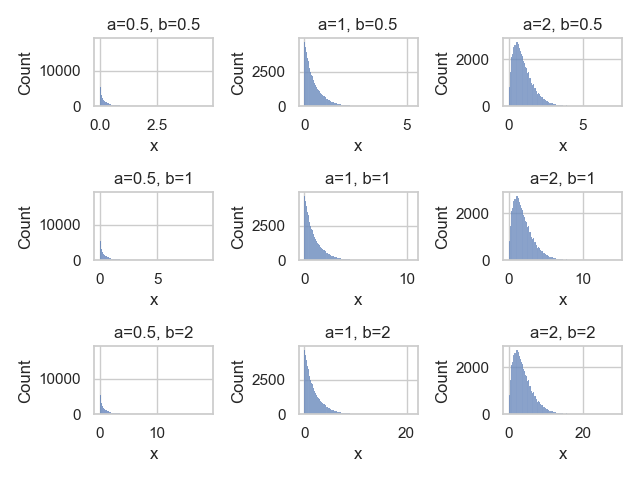 a=0.5, b=0.5
Count
10000
0
0.0 2.5
x
a=1, b=0.5
Count
2500
0
0 5
x
a=2, b=0.5
Count
2000
0
0 5
x
a=0.5, b=1
Count
10000
0
0 5
x
a=1, b=1
Count
2500
0
0 10
x
a=2, b=1
Count
2000
0
0 10
x
a=0.5, b=2
Count
10000
0
0 10
x
a=1, b=2
Count
2500
0
0 20
x
a=2, b=2
Count
2000
0
0 20
x